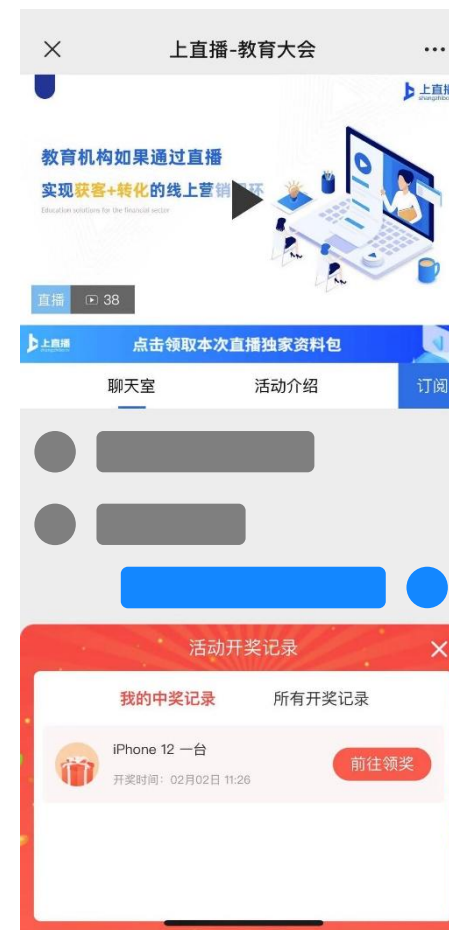 上直播-教育大会
上直播
shangzhibo
教育机构如果通过直播
实现获客+转化的线上营销闭环
Education solutions for the financial sector
直播 38
上直播
点击领取本次直播独家资料包
聊天室 活动介绍 订阅
活动开奖记录
我的中奖记录 所有开奖记录
iPhone 12 一台
前往领奖
开奖时间：02月02日 11:26